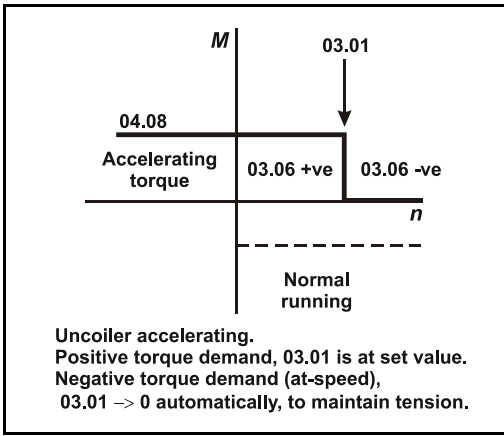 M
03.01
04.08
Accelerating
torque
03.06 +ve
03.06 -ve
n
Normal
running
Uncoiler accelerating.
Positive torque demand, 03.01 is at set value.
Negative torque demand (at-speed),
03.01 –> 0 automatically, to maintain tension.